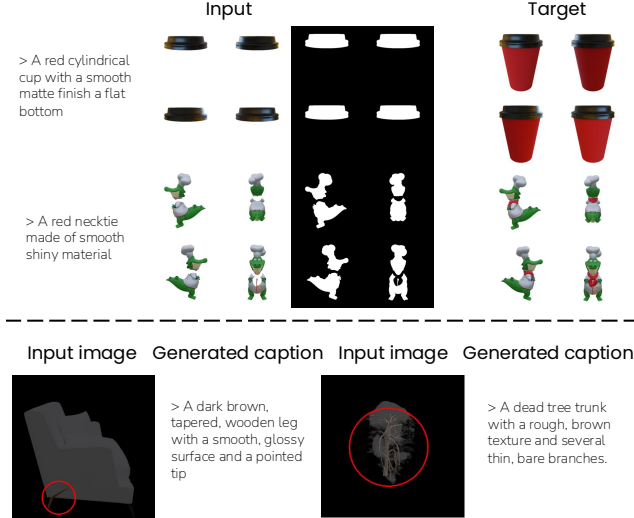 Input
Target
> A red cylindrical
cup with a smooth
matte finish a flat
bottom
> A red necktie
made of smooth
shiny material
Input image
Generated caption
Input image
Generated caption
> A dark brown,
tapered, wooden leg
with a smooth, glossy
surface and a pointed
tip
> A dead tree trunk
with a rough, brown
texture and several
thin, bare branches.